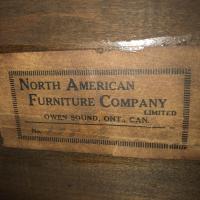 NORTH AMERICAN
FURNITURE COMPANY
LIMITED
OWEN SOUND, ONT., CAN.
No.